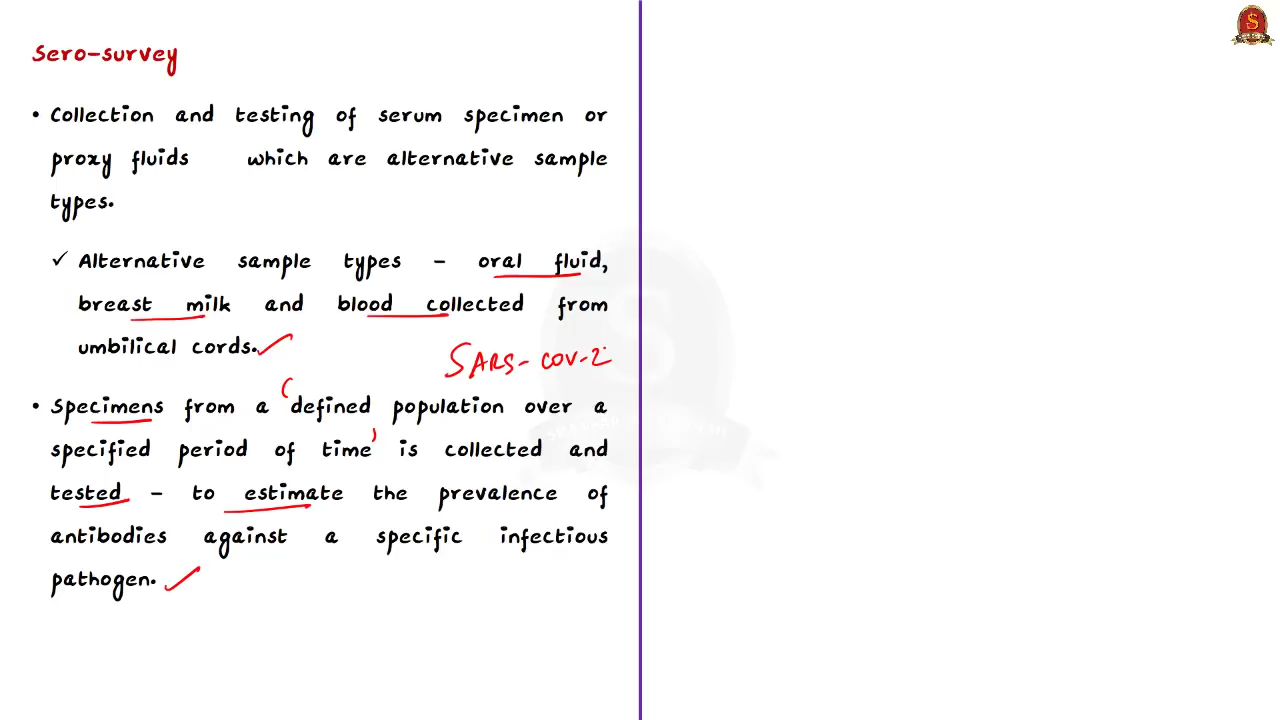 Sero-survey
• Collection and testing of serum specimen or
proxy fluids which are alternative sample
types.
✓ Alternative sample types - oral fluid,
breast milk and blood collected from
umbilical cords.
SARS-COV-2
• Specimens from a (defined population over a
specified period of time) is collected and
tested - to estimate the prevalence of
antibodies against a specific infectious
pathogen.
S